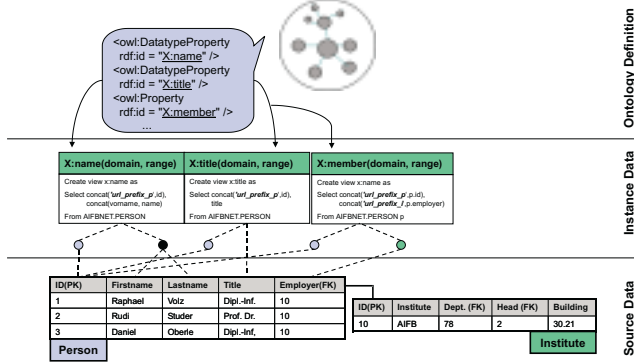 <owl:DatatypeProperty
rdf:id = "X:name" />
<owl:DatatypeProperty
rdf:id = "X:title" />
<owl:Property
rdf:id = "X:member" />
...
Ontology Definition
X:name(domain, range)
Create view x:name as
Select concat('url_prefix_p',id),
concat(vorname, name)
From AIFBNET.PERSON
X:title(domain, range)
Create view x:title as
Select concat('url_prefix_p',id),
title
From AIFBNET.PERSON
X:member(domain, range)
Create view x:name as
Select concat('url_prefix_p',p.id),
concat('url_prefix_i',p.employer)
From AIFBNET.PERSON p
Instance Data
ID(PK) Firstname Lastname Title Employer(FK)
1 Raphael Volz Dipl.-Inf. 10
2 Rudi Studer Prof. Dr. 10
3 Daniel Oberle Dipl.-Inf, 10
Person
ID(PK) Institute Dept. (FK) Head (FK) Building
10 AIFB 78 2 30.21
Institute
Source Data